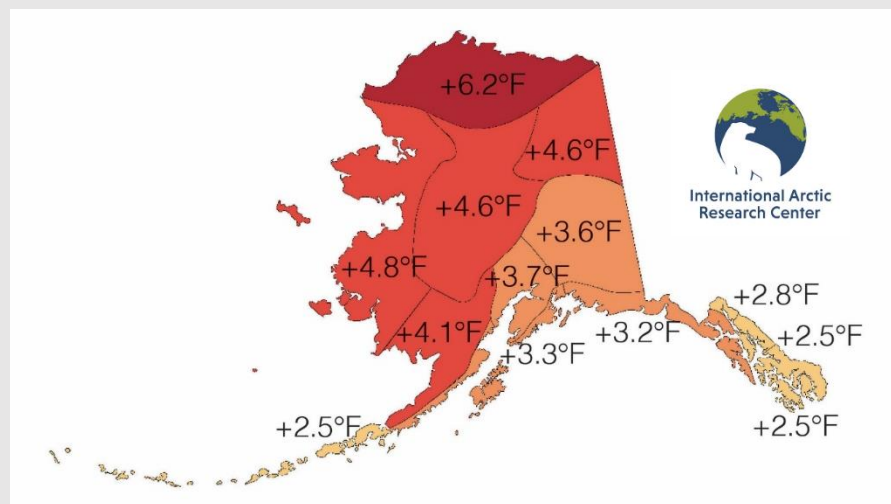 +6.2°F
+4.6°F
+4.6°F
+3.6°F
+4.8°F
+3.7°F
+4.1°F
+3.3°F
+3.2°F
+2.8°F
+2.5°F
+2.5°F
+2.5°F
International Arctic
Research Center